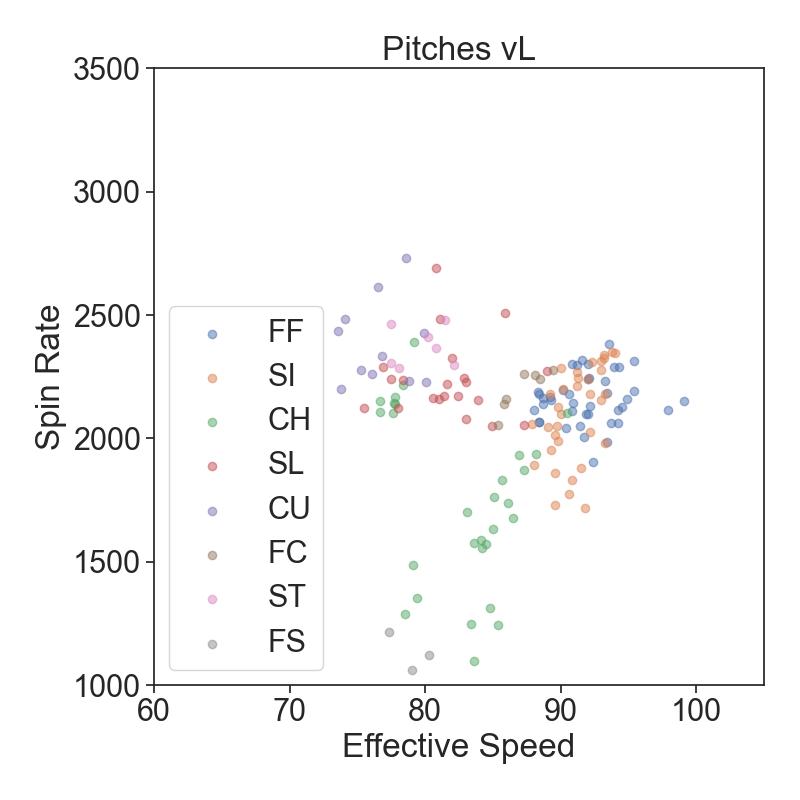 Pitches vL
3500
3000
2500
2000
1500
1000
Spin Rate
FF
SI
CH
SL
CU
FC
ST
FS
60 70 80 90 100
Effective Speed